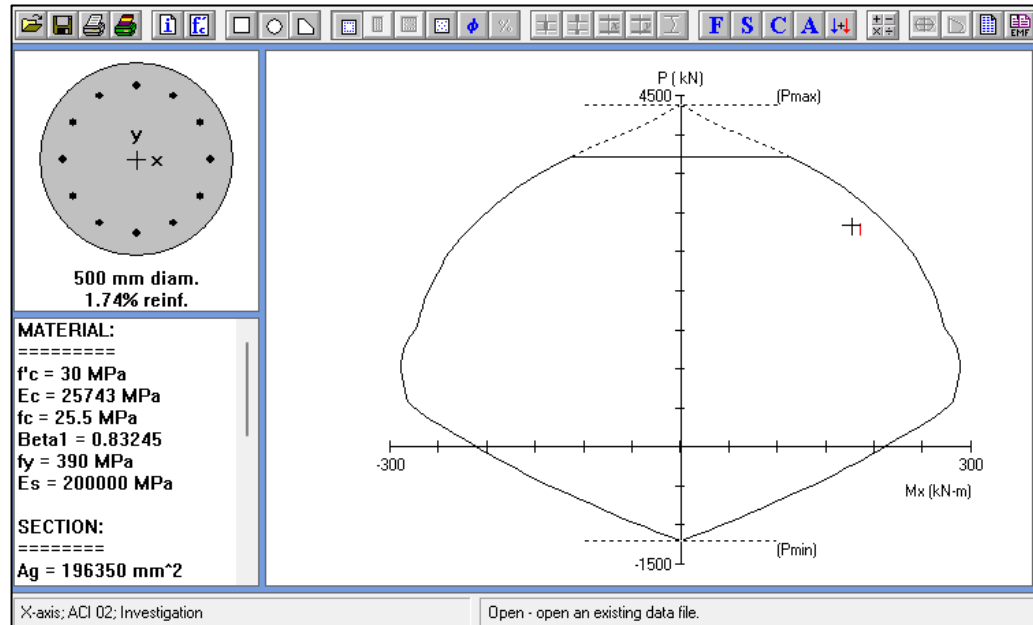 i f'c φ % F S C A EMF
y
x
500 mm diam.
1.74% reinf.
MATERIAL:
=========
f'c = 30 MPa
Ec = 25743 MPa
fc = 25.5 MPa
Beta1 = 0.83245
fy = 390 MPa
Es = 200000 MPa
SECTION:
========
Ag = 196350 mm^2
P ( kN)
4500
(Pmax)
1
-300
300
Mx (kN-m)
(Pmin)
-1500
X-axis; ACI 02; Investigation
Open - open an existing data file.